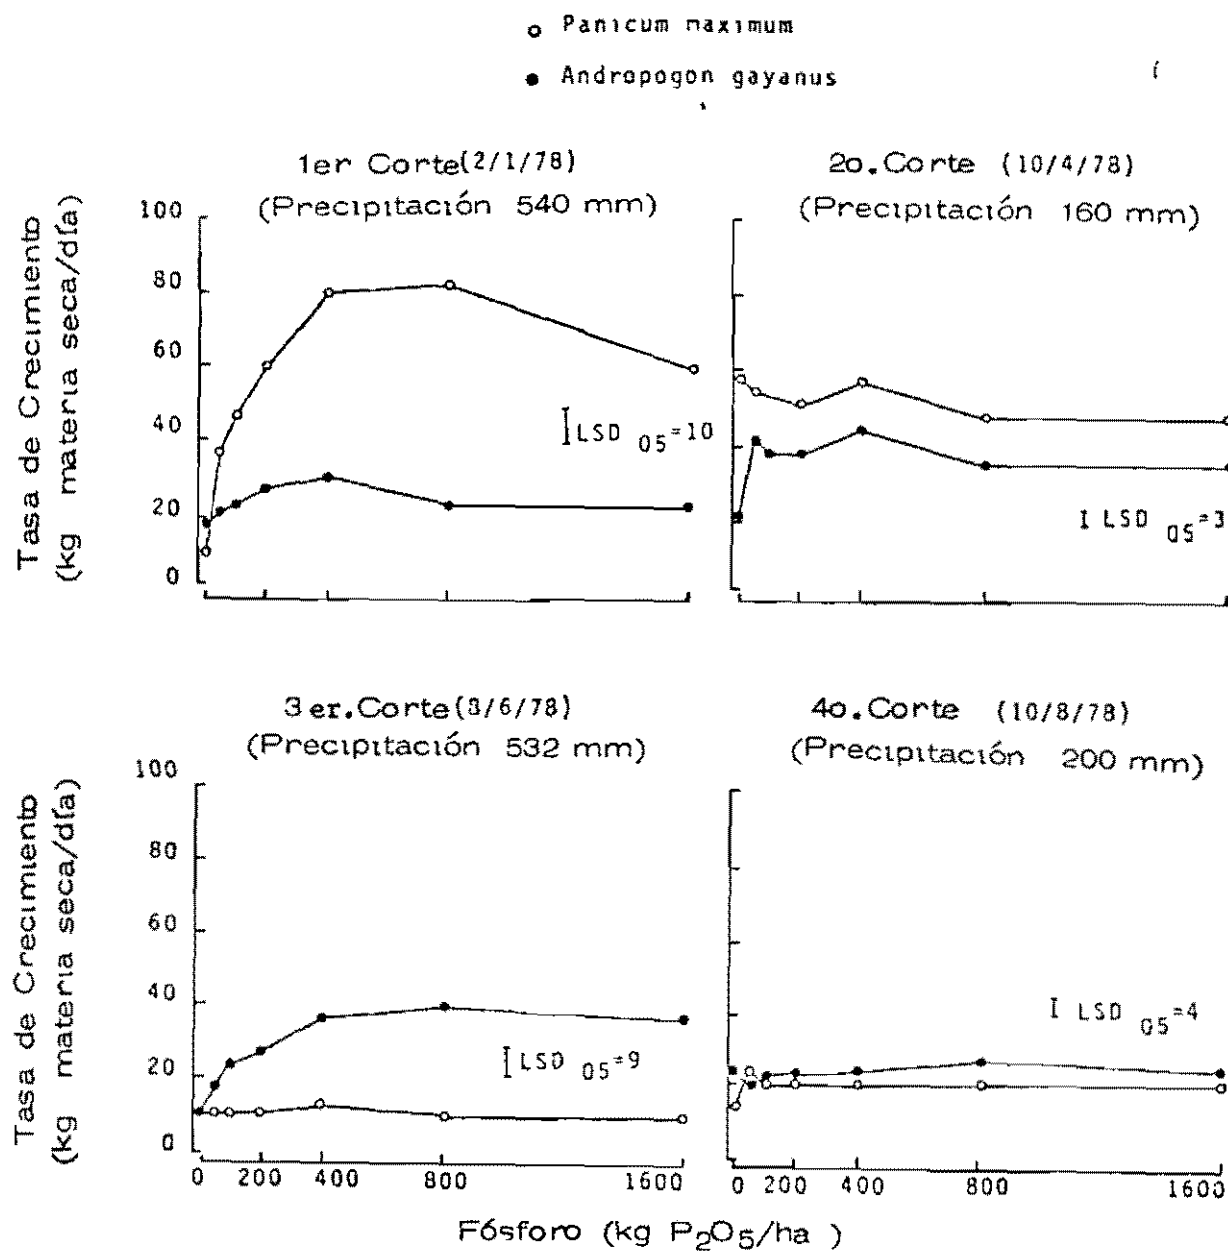 Panicum maximum
Andropogon gayanus
1er Corte (2/1/78)
(Precipitación 540 mm)
2o. Corte (10/4/78)
(Precipitación 160 mm)
Tasa de Crecimiento
(kg materia seca/día)
100
80
60
40
20
0
LSD 05=10
LSD 05=3
3er. Corte (8/6/78)
(Precipitación 532 mm)
4o. Corte (10/8/78)
(Precipitación 200 mm)
Tasa de Crecimiento
(kg materia seca/día)
100
80
60
40
20
0
LSD 05=9
LSD 05=4
0 200 400 800 1600
0 200 400 800 1600
Fósforo (kg P2O5/ha )